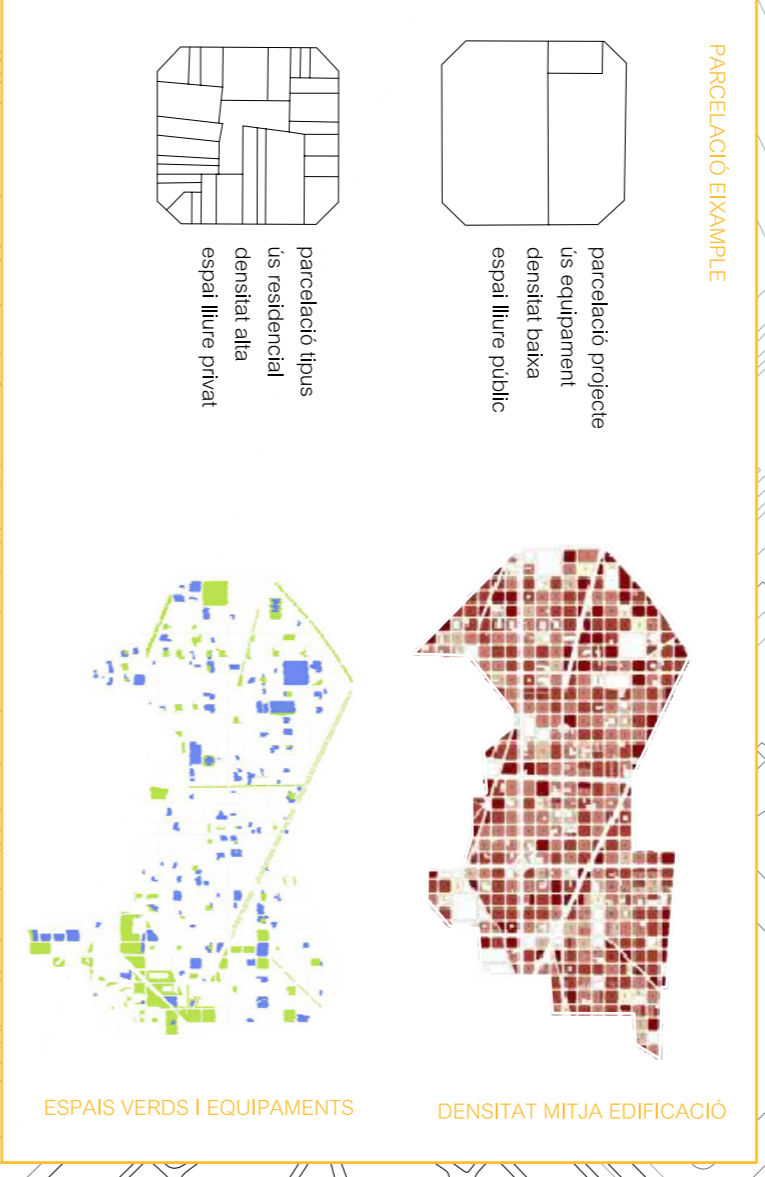 PARCELACIÓ EIXAMPLE
parcelació projecte
ús equipament
densitat baixa
espai lliure públic
parcelació tipus
ús residencial
densitat alta
espai lliure privat
DENSITAT MITJA EDIFICACIÓ
ESPAIS VERDS I EQUIPAMENTS